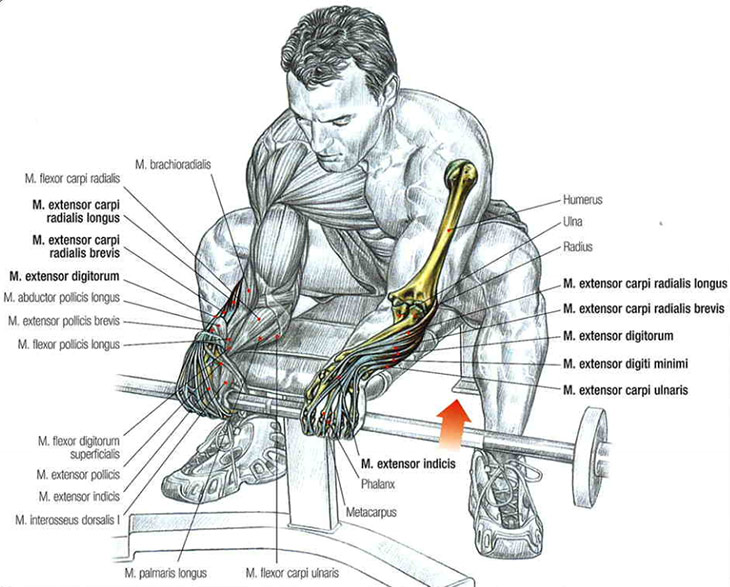 M. brachioradialis
M. flexor carpi radialis
M. extensor carpi
radialis longus
M. extensor carpi
radialis brevis
M. extensor digitorum
M. abductor pollicis longus
M. extensor pollicis brevis
M. flexor pollicis longus
M. flexor digitorum
superficialis
M. extensor pollicis
M. extensor indicis
M. interosseus dorsalis I
M. palmaris longus
M. flexor carpi ulnaris
Humerus
Ulna
Radius
M. extensor carpi radialis longus
M. extensor carpi radialis brevis
M. extensor digitorum
M. extensor digiti minimi
M. extensor carpi ulnaris
M. extensor indicis
Phalanx
Metacarpus